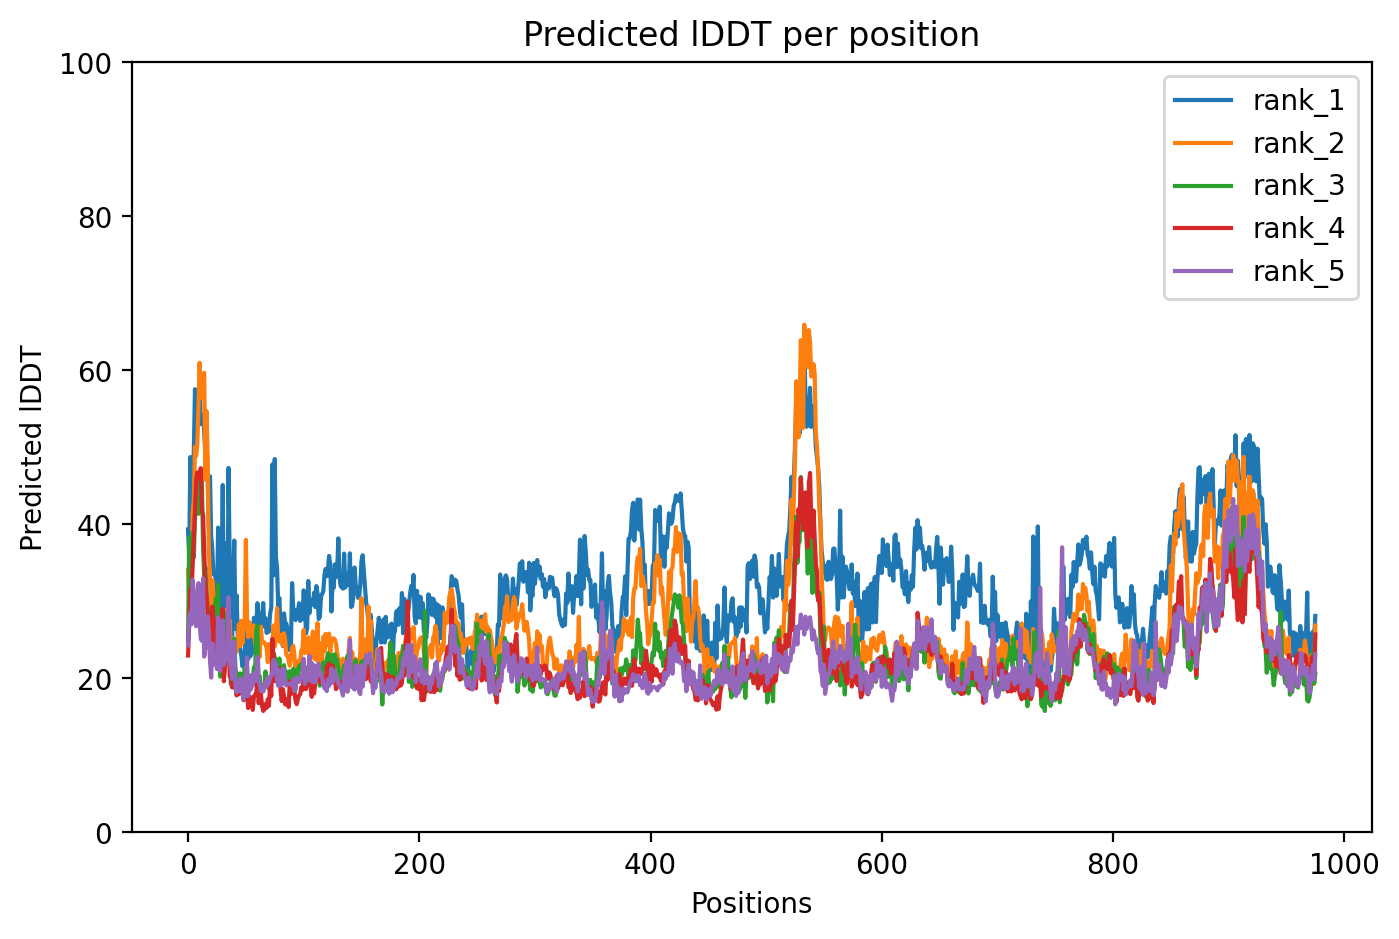 Predicted lDDT per position
100
80
60
40
20
0
Predicted lDDT
rank_1
rank_2
rank_3
rank_4
rank_5
0 200 400 600 800 1000
Positions